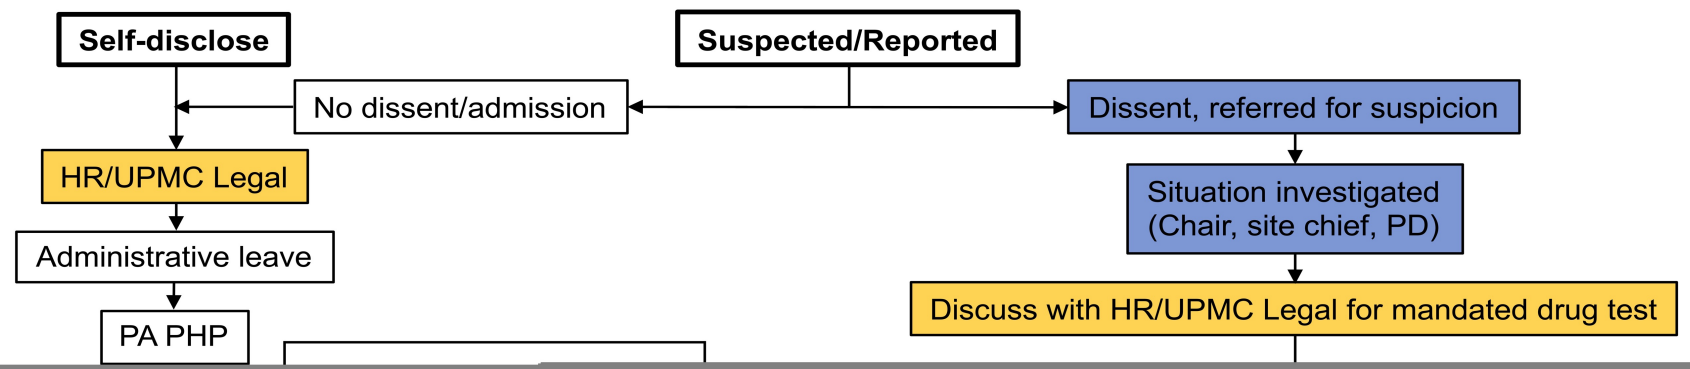 Self-disclose
Suspected/Reported
No dissent/admission
Dissent, referred for suspicion
HR/UPMC Legal
Situation investigated
(Chair, site chief, PD)
Administrative leave
Discuss with HR/UPMC Legal for mandated drug test
PA PHP